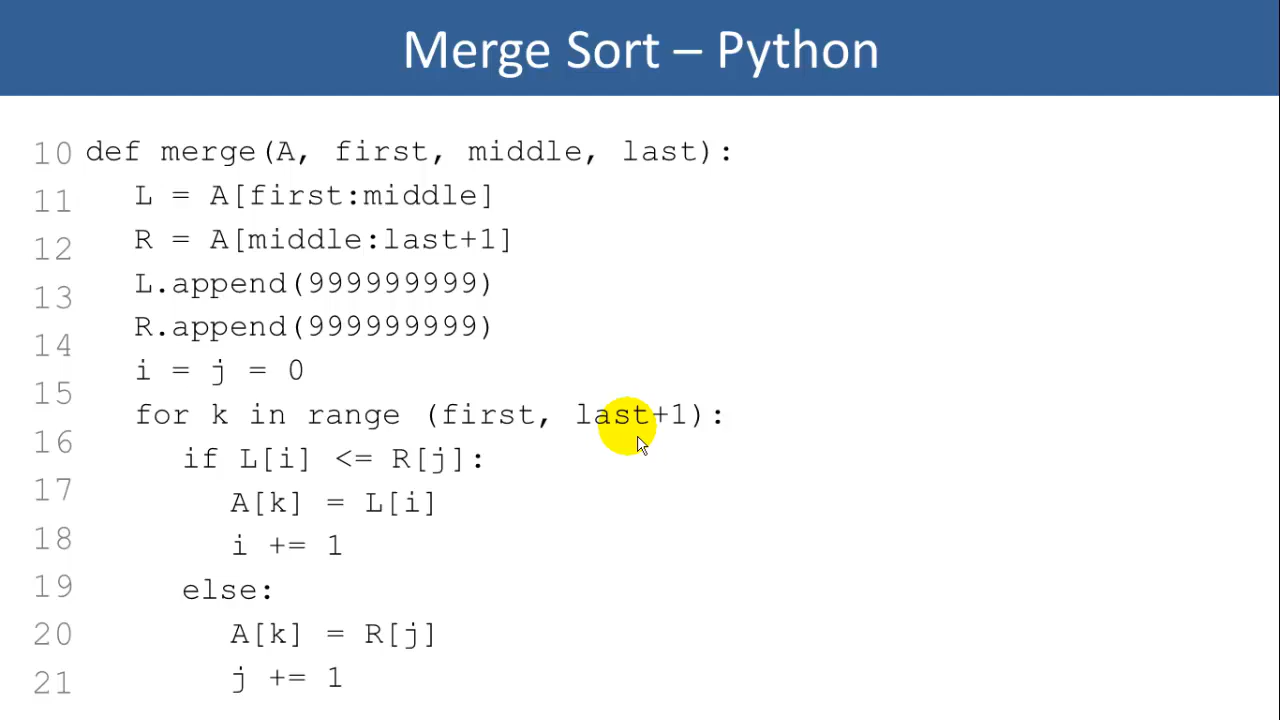 Merge Sort – Python
10 def merge(A, first, middle, last):
11 L = A[first:middle]
12 R = A[middle:last+1]
13 L.append(999999999)
14 R.append(999999999)
15 i = j = 0
16 for k in range (first, last+1):
17 if L[i] <= R[j]:
18 A[k] = L[i]
19 i += 1
20 else:
21 A[k] = R[j]
j += 1